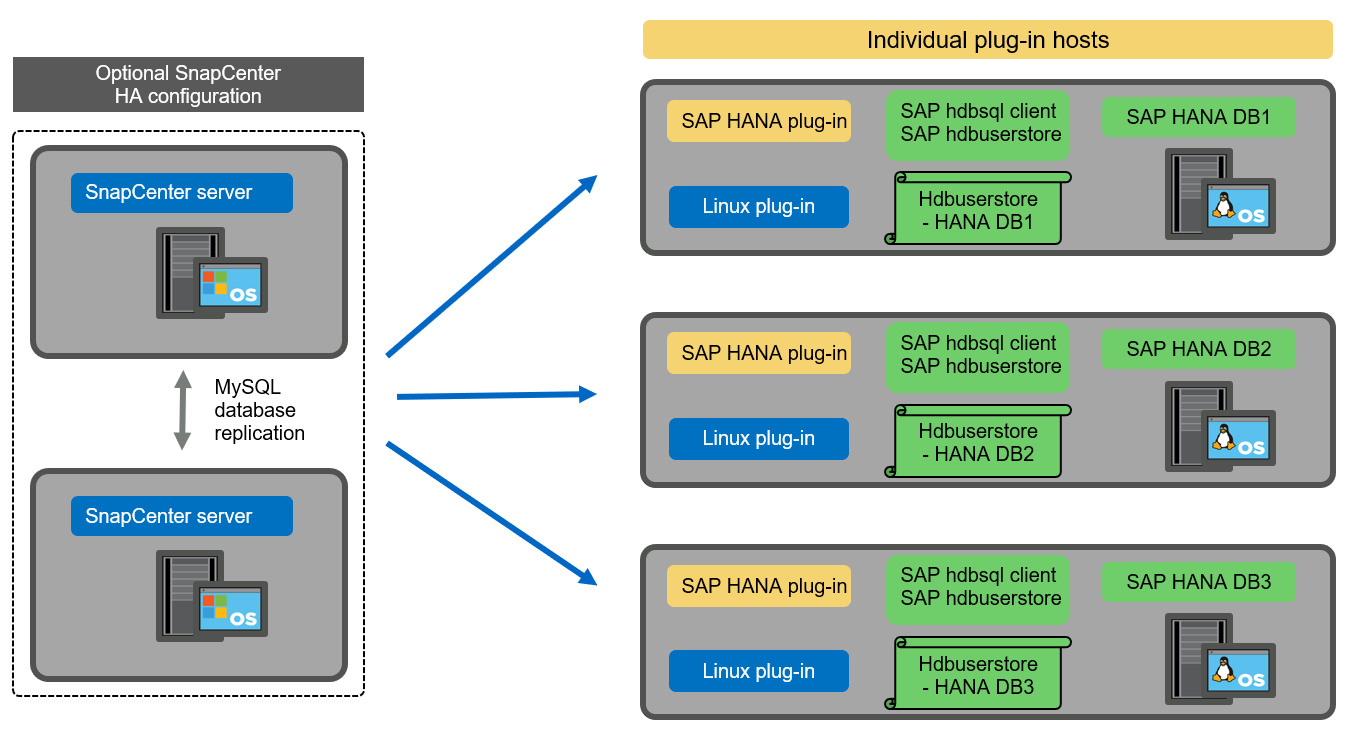 Optional SnapCenter
HA configuration
SnapCenter server
OS
MySQL
database
replication
SnapCenter server
OS
Individual plug-in hosts
SAP HANA plug-in
SAP hdbsql client
SAP hdbuserstore
SAP HANA DB1
Linux plug-in
Hdbuserstore
- HANA DB1
OS
SAP HANA plug-in
SAP hdbsql client
SAP hdbuserstore
SAP HANA DB2
Linux plug-in
Hdbuserstore
- HANA DB2
OS
SAP HANA plug-in
SAP hdbsql client
SAP hdbuserstore
SAP HANA DB3
Linux plug-in
Hdbuserstore
- HANA DB3
OS